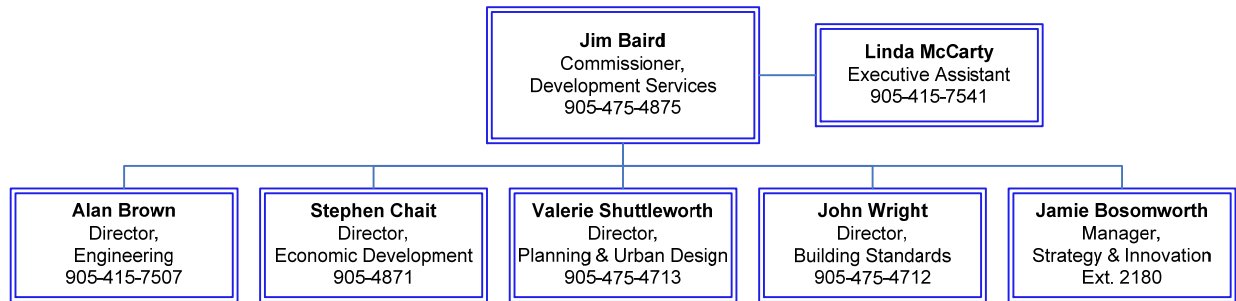 Jim Baird
Commissioner,
Development Services
905-475-4875
Linda McCarty
Executive Assistant
905-415-7541
Alan Brown
Director,
Engineering
905-415-7507
Stephen Chait
Director,
Economic Development
905-4871
Valerie Shuttleworth
Director,
Planning & Urban Design
905-475-4713
John Wright
Director,
Building Standards
905-475-4712
Jamie Bosomworth
Manager,
Strategy & Innovation
Ext. 2180